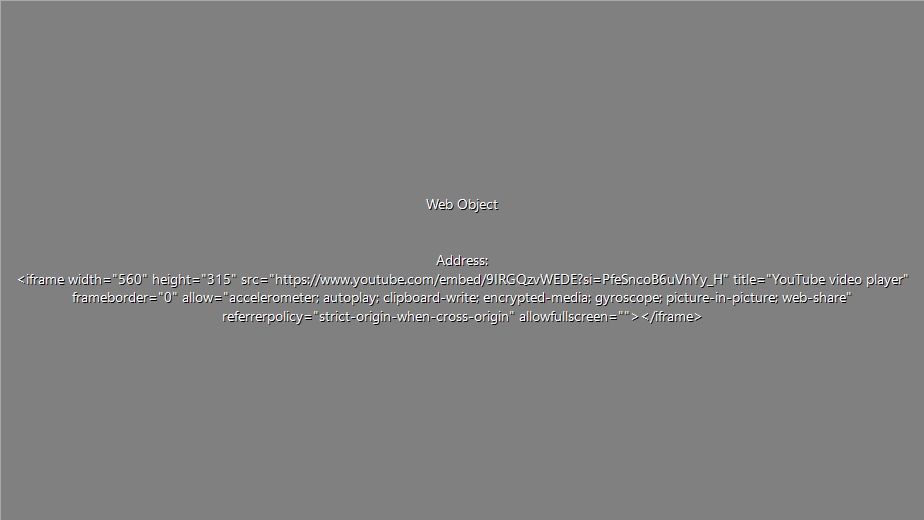 Web Object
Address:
<iframe width="560" height="315" src="https://www.youtube.com/embed/9IRGQzvWEDE?si=PfeSncoB6uVhYy_H" title="YouTube video player"
frameborder="0" allow="accelerometer; autoplay; clipboard-write; encrypted-media; gyroscope; picture-in-picture; web-share"
referrerpolicy="strict-origin-when-cross-origin" allowfullscreen=""></iframe>